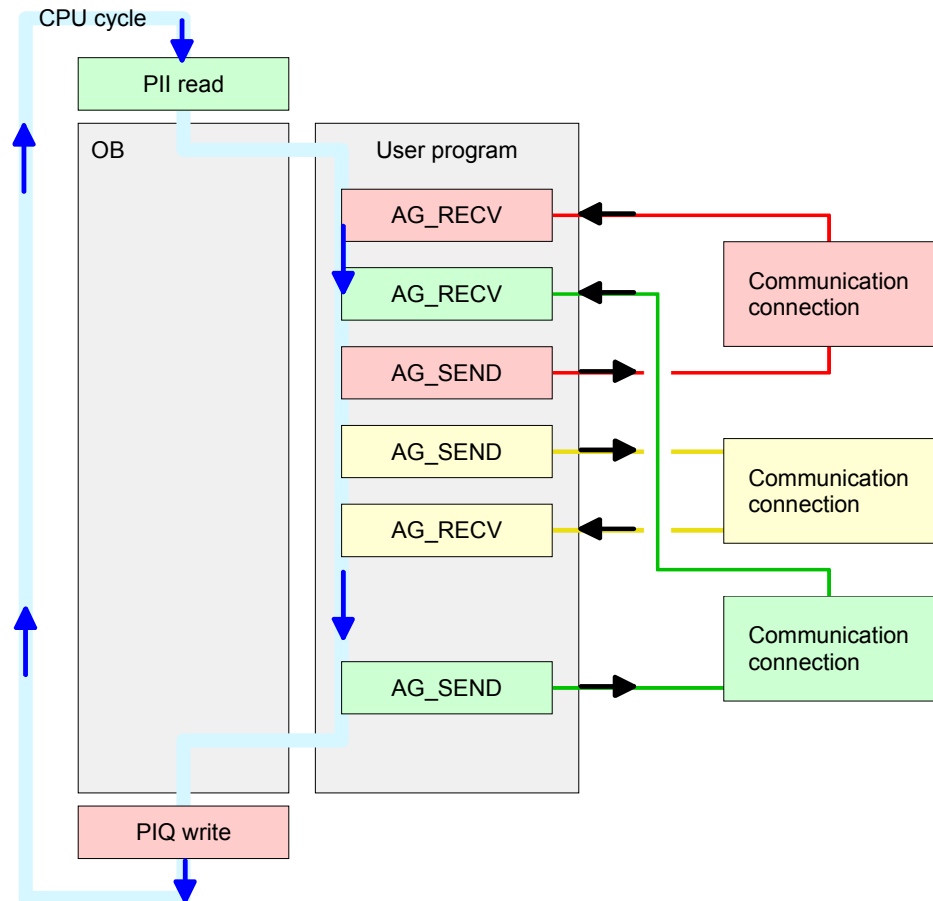 CPU cycle
PII read
OB
User program
AG_RECV
AG_RECV
AG_SEND
AG_SEND
AG_RECV
AG_SEND
Communication
connection
Communication
connection
Communication
connection
PIQ write